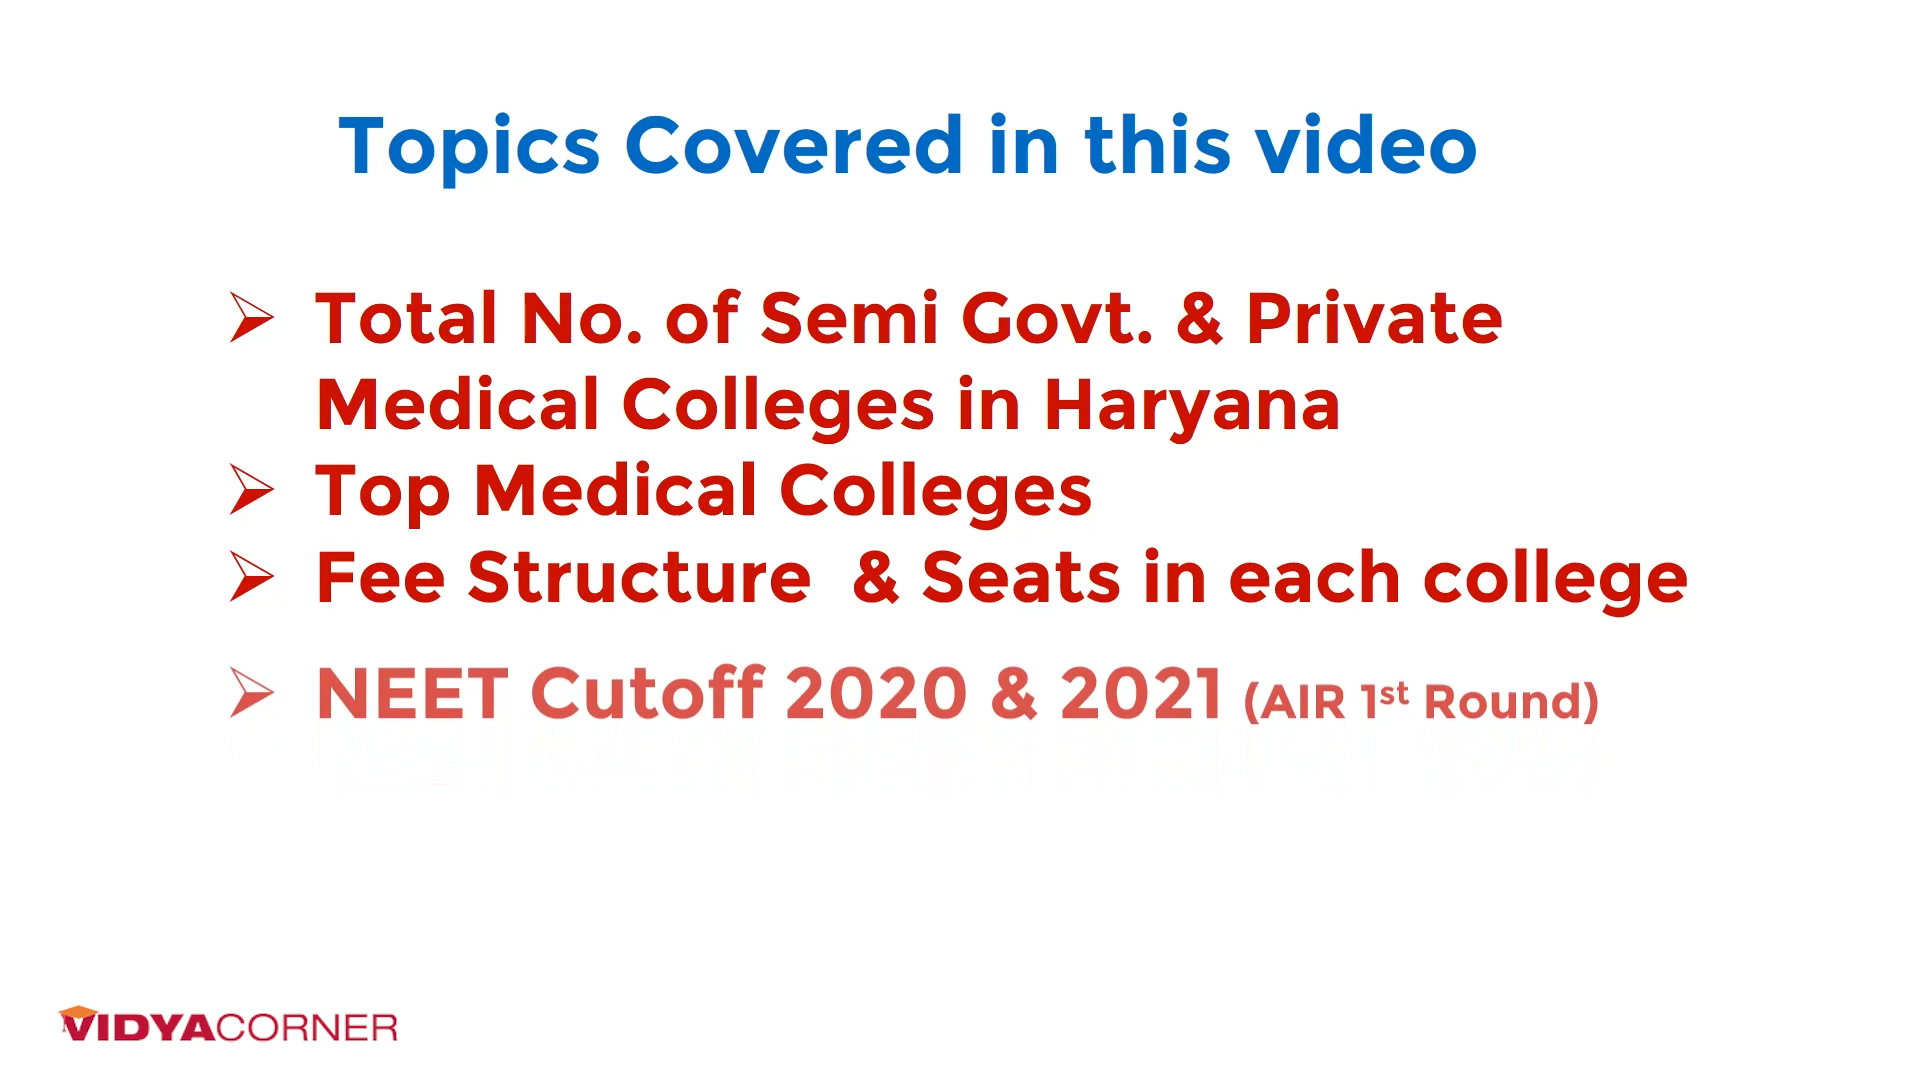 Topics Covered in this video
➢ Total No. of Semi Govt. & Private
Medical Colleges in Haryana
➢ Top Medical Colleges
➢ Fee Structure & Seats in each college
➢ NEET Cutoff 2020 & 2021 (AIR 1st Round)
VIDYACORNER